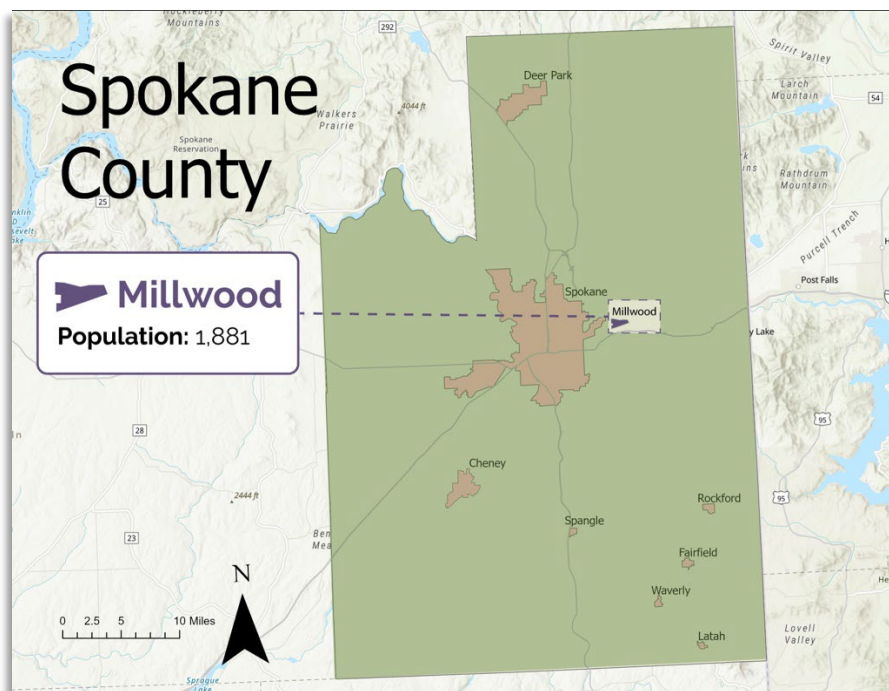 Mountains
292
Spirit Valley
Spokane
County
Deer Park
Larch
Mountain
54
4044 ft
Walkers
Prairie
Spokane
Reservation
Rathdrum
Mountain
25
Purcell Trench
Millwood
Population: 1,881
Spokane
Millwood
Post Falls
y Lake
95
28
Cheney
2444 ft
Rockford
95
23
Spangle
Fairfield
N
Waverly
0 2.5 5 10 Miles
Latah
Lovell
Valley
Sprague
Lake